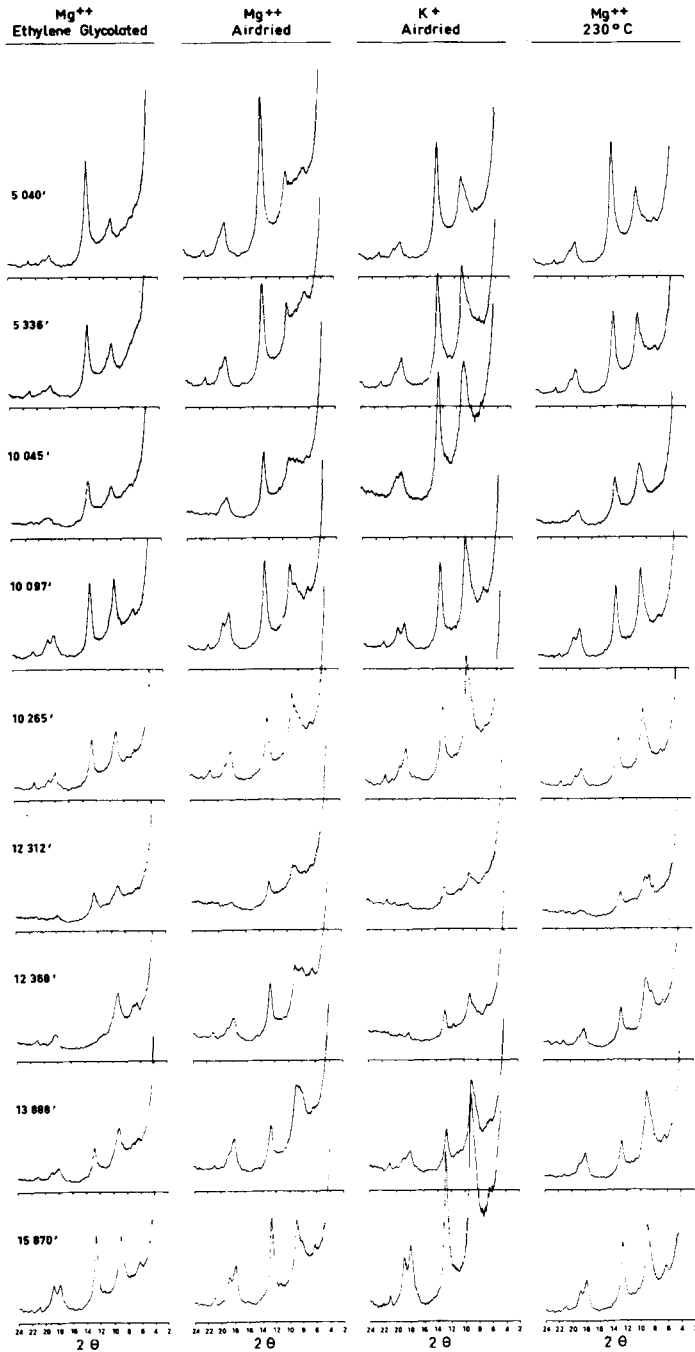 Mg++ Mg++ K+ Mg++
Ethylene Glycolated Airdried Airdried 230°C
5 040'
5 336'
10 045'
10 097'
10 265'
12 312'
12 368'
13 888'
15 870'
24 22 20 18 16 14 12 10 8 6 4 2 24 22 20 18 16 14 12 10 8 6 4 2 24 22 20 18 16 14 12 10 8 6 4 2 24 22 20 18 16 14 12 10 8 6 4 2
2 θ 2 θ 2 θ 2 θ